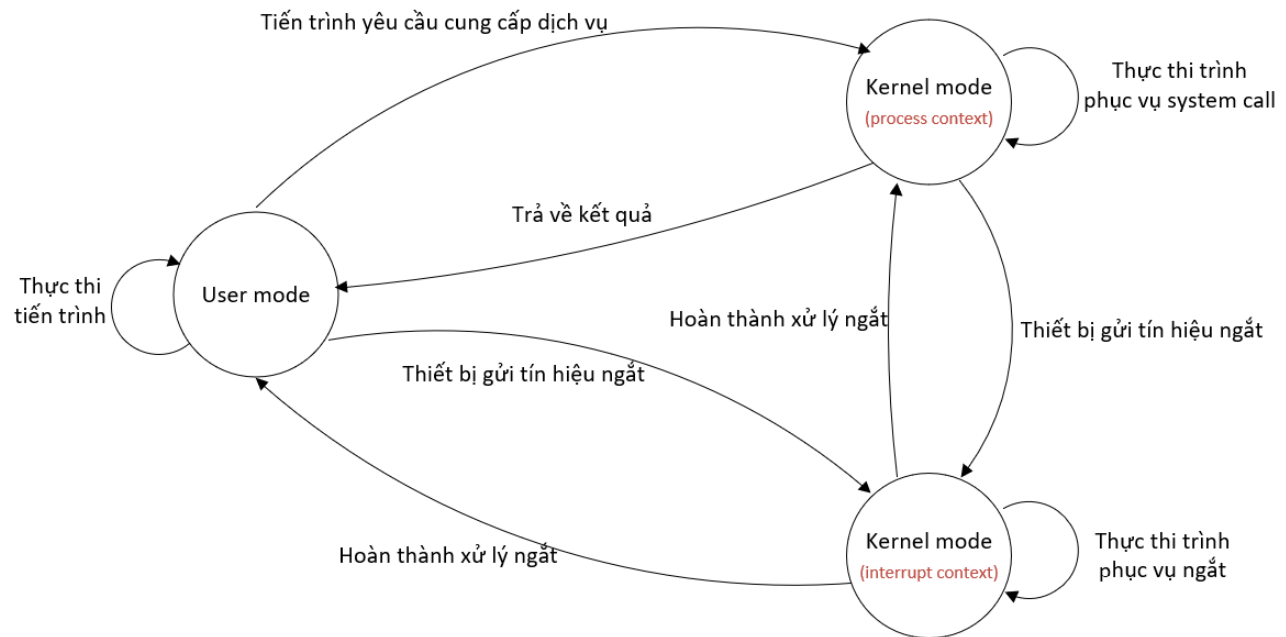 Tiến trình yêu cầu cung cấp dịch vụ
Kernel mode
(process context)
Thực thi trình
phục vụ system call
Trả về kết quả
Thực thi
tiến trình
User mode
Hoàn thành xử lý ngắt
Thiết bị gửi tín hiệu ngắt
Thiết bị gửi tín hiệu ngắt
Hoàn thành xử lý ngắt
Kernel mode
(interrupt context)
Thực thi trình
phục vụ ngắt